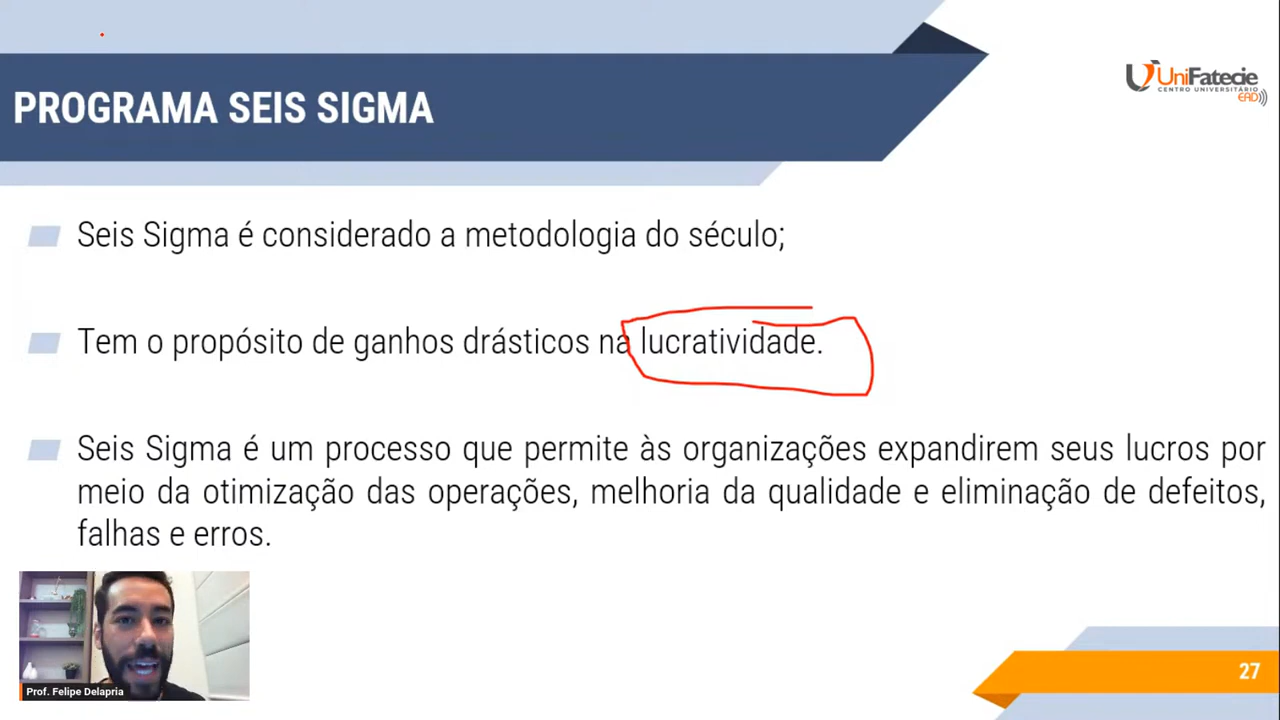 PROGRAMA SEIS SIGMA
UniFatecie
CENTRO UNIVERSITÁRIO
EAD
Seis Sigma é considerado a metodologia do século;
Tem o propósito de ganhos drásticos na lucratividade.
Seis Sigma é um processo que permite às organizações expandirem seus lucros por
meio da otimização das operações, melhoria da qualidade e eliminação de defeitos,
falhas e erros.
Prof. Felipe Delapria
27